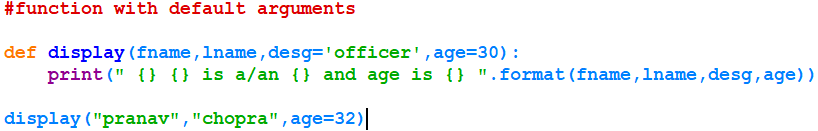 #function with default arguments
def display(fname,lname,desg='officer',age=30):
    print(" {} {} is a/an {} and age is {} ".format(fname,lname,desg,age))
display("pranav","chopra",age=32)